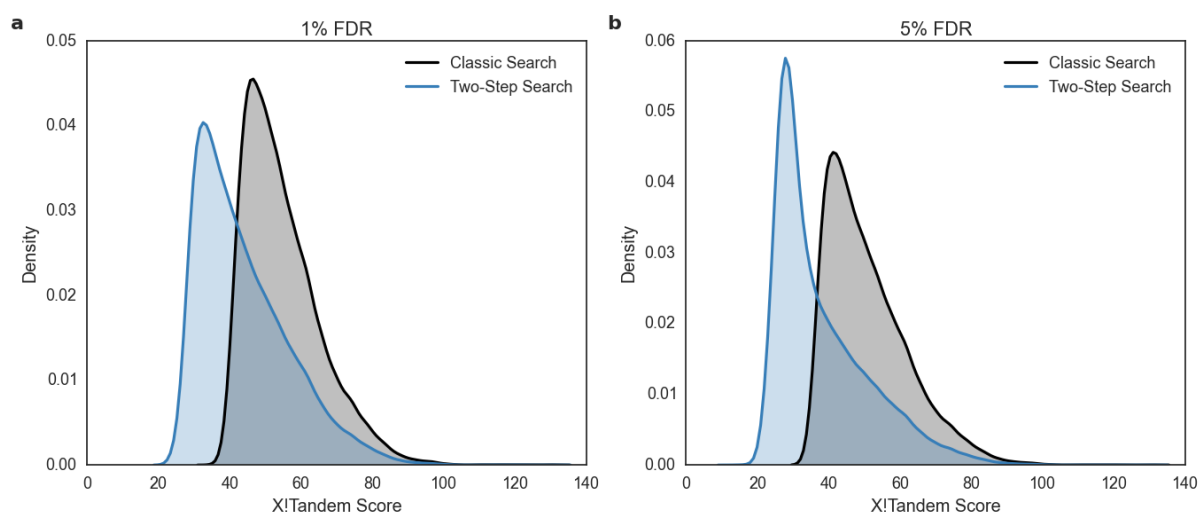 a
1% FDR
0.05
0.04
0.03
0.02
0.01
0.00
Density
Classic Search
Two-Step Search
0 20 40 60 80 100 120 140
X!Tandem Score
b
5% FDR
0.06
0.05
0.04
0.03
0.02
0.01
0.00
Density
Classic Search
Two-Step Search
0 20 40 60 80 100 120 140
X!Tandem Score